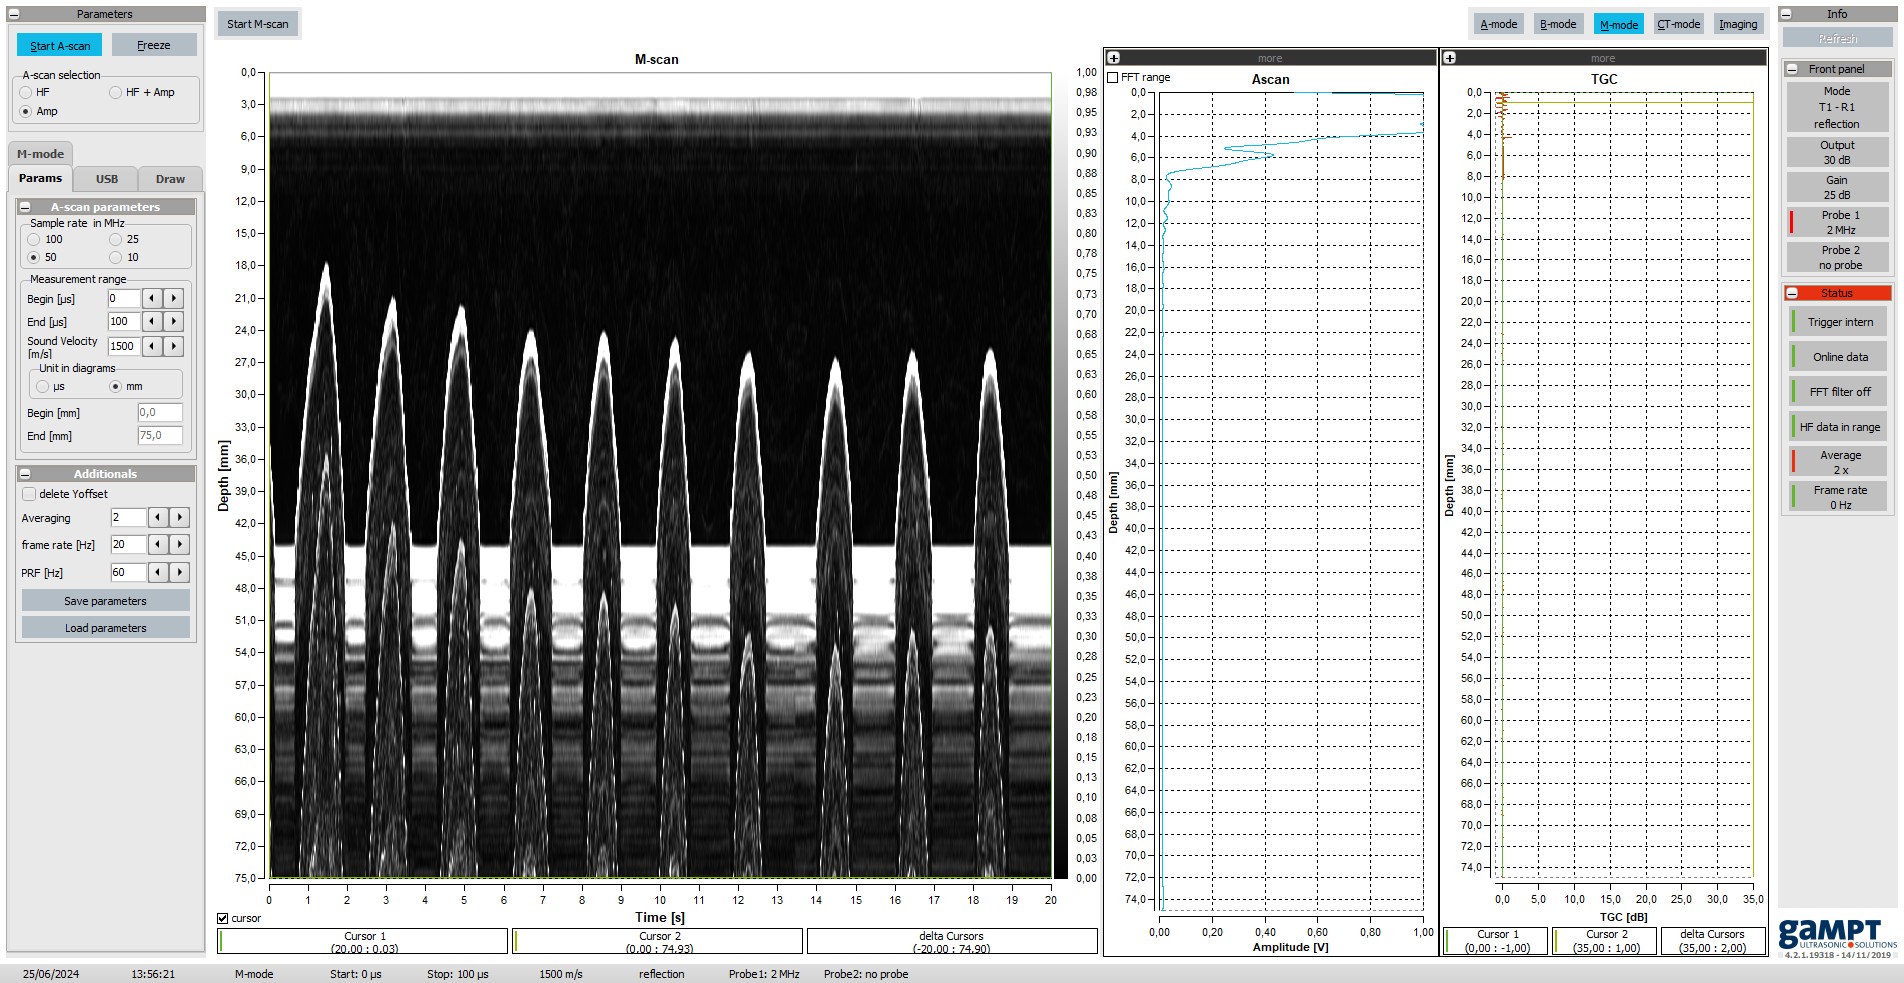 Parameters
Start A-scan
Freeze
A-scan selection
HF
HF + Amp
Amp
M-mode
Params
USB
Draw
A-scan parameters
Sample rate in MHz
100
25
50
10
Measurement range
Begin [µs]
0
End [µs]
100
Sound Velocity
[m/s]
1500
Unit in diagrams
µs
mm
Begin [mm]
0,0
End [mm]
75,0
Additionals
delete Yoffset
Averaging
2
frame rate [Hz]
20
PRF [Hz]
60
Save parameters
Load parameters
Start M-scan
A-mode
B-mode
M-mode
CT-mode
Imaging
M-scan
Depth [mm]
0,0
3,0
6,0
9,0
12,0
15,0
18,0
21,0
24,0
27,0
30,0
33,0
36,0
39,0
42,0
45,0
48,0
51,0
54,0
57,0
60,0
63,0
66,0
69,0
72,0
75,0
0 1 2 3 4 5 6 7 8 9 10 11 12 13 14 15 16 17 18 19 20
Time [s]
1,00
0,98
0,95
0,93
0,90
0,88
0,85
0,83
0,80
0,78
0,75
0,73
0,70
0,68
0,65
0,63
0,60
0,58
0,55
0,53
0,50
0,48
0,45
0,43
0,40
0,38
0,35
0,33
0,30
0,28
0,25
0,23
0,20
0,17
0,15
0,13
0,10
0,08
0,05
0,03
0,00
cursor
Cursor 1
(20,00 : 0,03)
Cursor 2
(0,00 : 74,93)
delta Cursors
(-20,00 : 74,90)
more
FFT range
Ascan
Depth [mm]
0,0
2,0
4,0
6,0
8,0
10,0
12,0
14,0
16,0
18,0
20,0
22,0
24,0
26,0
28,0
30,0
32,0
34,0
36,0
38,0
40,0
42,0
44,0
46,0
48,0
50,0
52,0
54,0
56,0
58,0
60,0
62,0
64,0
66,0
68,0
70,0
72,0
74,0
0,00 0,20 0,40 0,60 0,80 1,00
Amplitude [V]
more
TGC
Depth [mm]
0,0
2,0
4,0
6,0
8,0
10,0
12,0
14,0
16,0
18,0
20,0
22,0
24,0
26,0
28,0
30,0
32,0
34,0
36,0
38,0
40,0
42,0
44,0
46,0
48,0
50,0
52,0
54,0
56,0
58,0
60,0
62,0
64,0
66,0
68,0
70,0
72,0
74,0
0,0 5,0 10,0 15,0 20,0 25,0 30,0 35,0
TGC [dB]
Cursor 1
(0,00 : -1,00)
Cursor 2
(35,00 : 1,00)
delta Cursors
(35,00 : 2,00)
Info
Refresh
Front panel
Mode
T1 - R1
reflection
Output
30 dB
Gain
25 dB
Probe 1
2 MHz
Probe 2
no probe
Status
Trigger intern
Online data
FFT filter off
HF data in range
Average
2 x
Frame rate
0 Hz
GAMPT
ULTRASONIC SOLUTIONS
4.2.1.19318 - 14/11/2019
25/06/2024
13:56:21
M-mode
Start: 0 µs
Stop: 100 µs
1500 m/s
reflection
Probe1: 2 MHz
Probe2: no probe